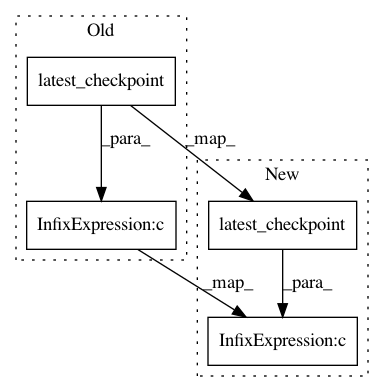 Old
latest_checkpoint
_para_
_map_
New
InfixExpression:c
latest_checkpoint
_map_
_para_
InfixExpression:c